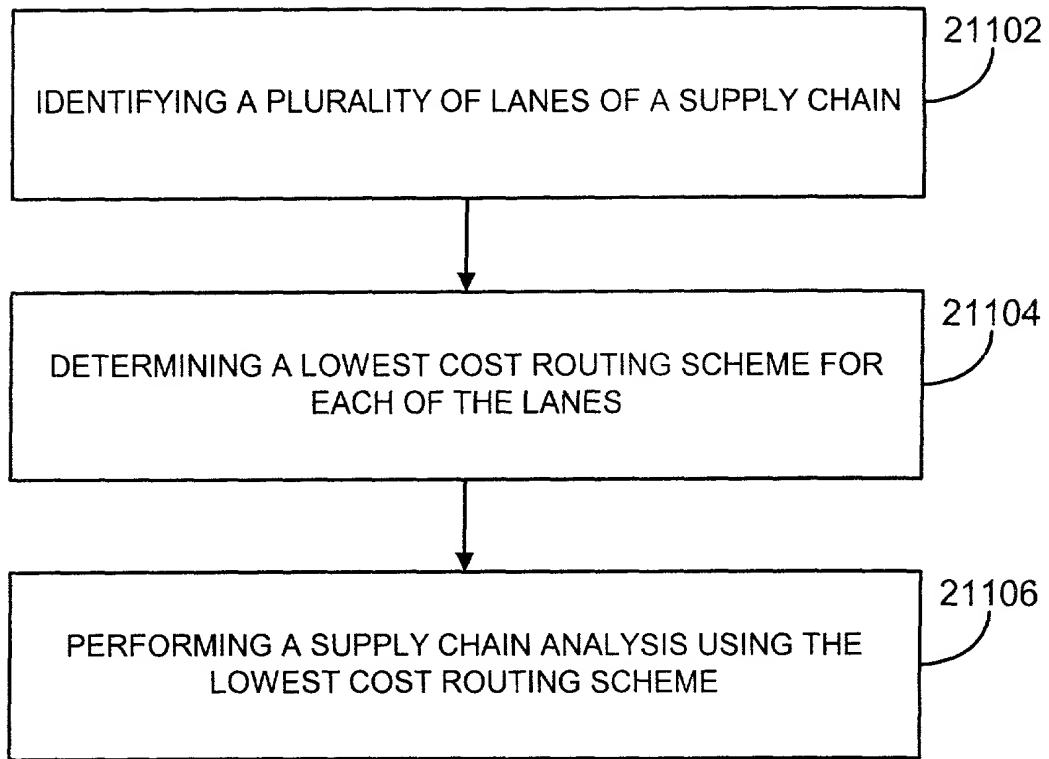 21102
IDENTIFYING A PLURALITY OF LANES OF A SUPPLY CHAIN
21104
DETERMINING A LOWEST COST ROUTING SCHEME FOR
EACH OF THE LANES
21106
PERFORMING A SUPPLY CHAIN ANALYSIS USING THE
LOWEST COST ROUTING SCHEME